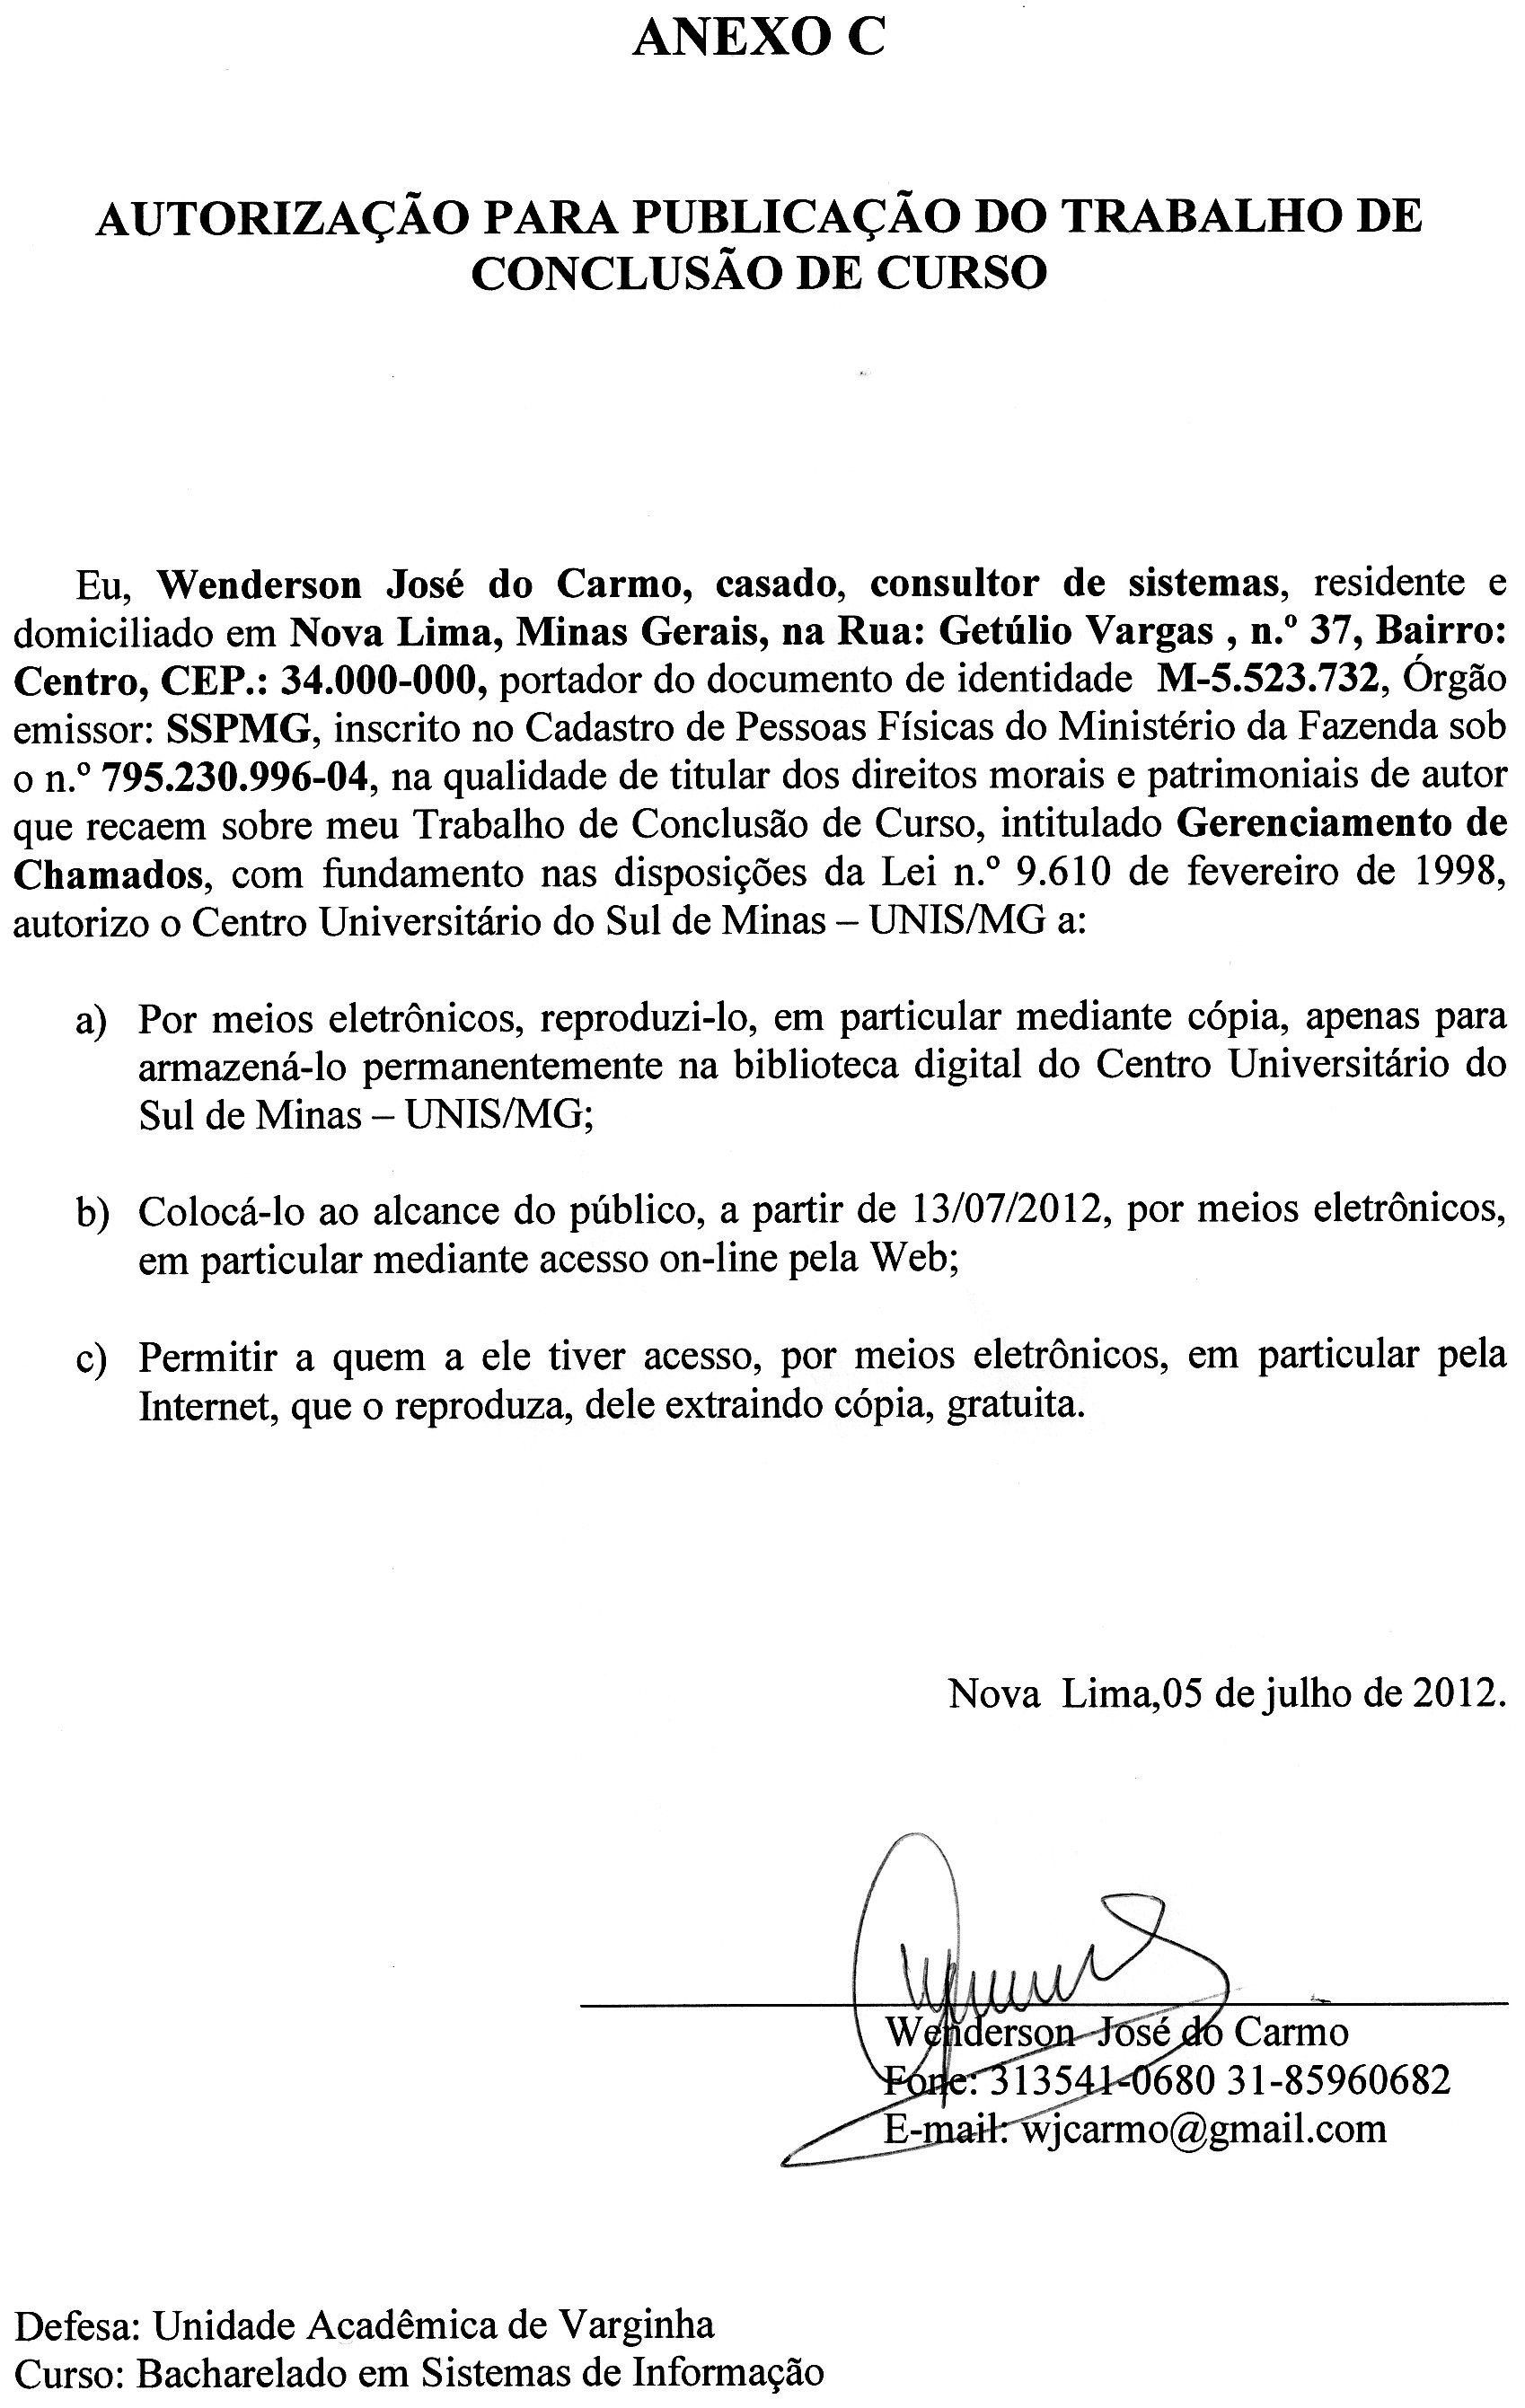 ANEXO C
AUTORIZAÇÃO PARA PUBLICAÇÃO DO TRABALHO DE
CONCLUSÃO DE CURSO
Eu, Wenderson José do Carmo, casado, consultor de sistemas, residente e
domiciliado em Nova Lima, Minas Gerais, na Rua: Getúlio Vargas , n.º 37, Bairro:
Centro, CEP.: 34.000-000, portador do documento de identidade M-5.523.732, Órgão
emissor: SSPMG, inscrito no Cadastro de Pessoas Físicas do Ministério da Fazenda sob
o n.º 795.230.996-04, na qualidade de titular dos direitos morais e patrimoniais de autor
que recaem sobre meu Trabalho de Conclusão de Curso, intitulado Gerenciamento de
Chamados, com fundamento nas disposições da Lei n.º 9.610 de fevereiro de 1998,
autorizo o Centro Universitário do Sul de Minas – UNIS/MG a:
a) Por meios eletrônicos, reproduzi-lo, em particular mediante cópia, apenas para
armazená-lo permanentemente na biblioteca digital do Centro Universitário do
Sul de Minas – UNIS/MG;
b) Colocá-lo ao alcance do público, a partir de 13/07/2012, por meios eletrônicos,
em particular mediante acesso on-line pela Web;
c) Permitir a quem a ele tiver acesso, por meios eletrônicos, em particular pela
Internet, que o reproduza, dele extraindo cópia, gratuita.
Nova Lima,05 de julho de 2012.
Wenderson José do Carmo
Fone: 313541-0680 31-85960682
E-mail: wjcarmo@gmail.com
Defesa: Unidade Acadêmica de Varginha
Curso: Bacharelado em Sistemas de Informação